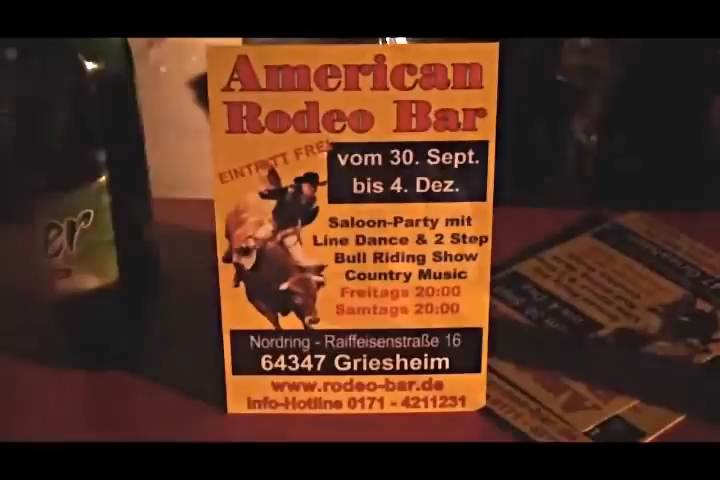 American
Rodeo Bar
EINTRITT FREI
vom 30. Sept.
bis 4. Dez.
Saloon-Party mit
Line Dance & 2 Step
Bull Riding Show
Country Music
Freitags 20:00
Samtags 20:00
Nordring - Raiffeisenstraße 16
64347 Griesheim
www.rodeo-bar.de
Info-Hotline 0171 - 4211231
er